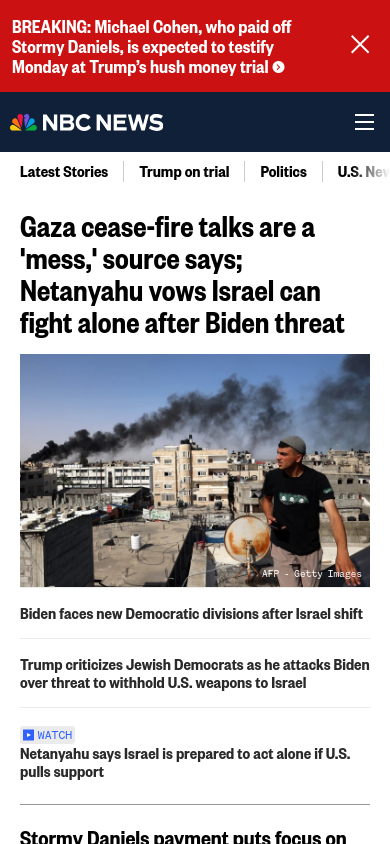 BREAKING: Michael Cohen, who paid off
Stormy Daniels, is expected to testify
Monday at Trump's hush money trial
NBC NEWS
Latest Stories
Trump on trial
Politics
U.S. New
Gaza cease-fire talks are a
'mess,' source says;
Netanyahu vows Israel can
fight alone after Biden threat
AFP - Getty Images
Biden faces new Democratic divisions after Israel shift
Trump criticizes Jewish Democrats as he attacks Biden
over threat to withhold U.S. weapons to Israel
WATCH
Netanyahu says Israel is prepared to act alone if U.S.
pulls support
Stormy Daniels payment puts focus on